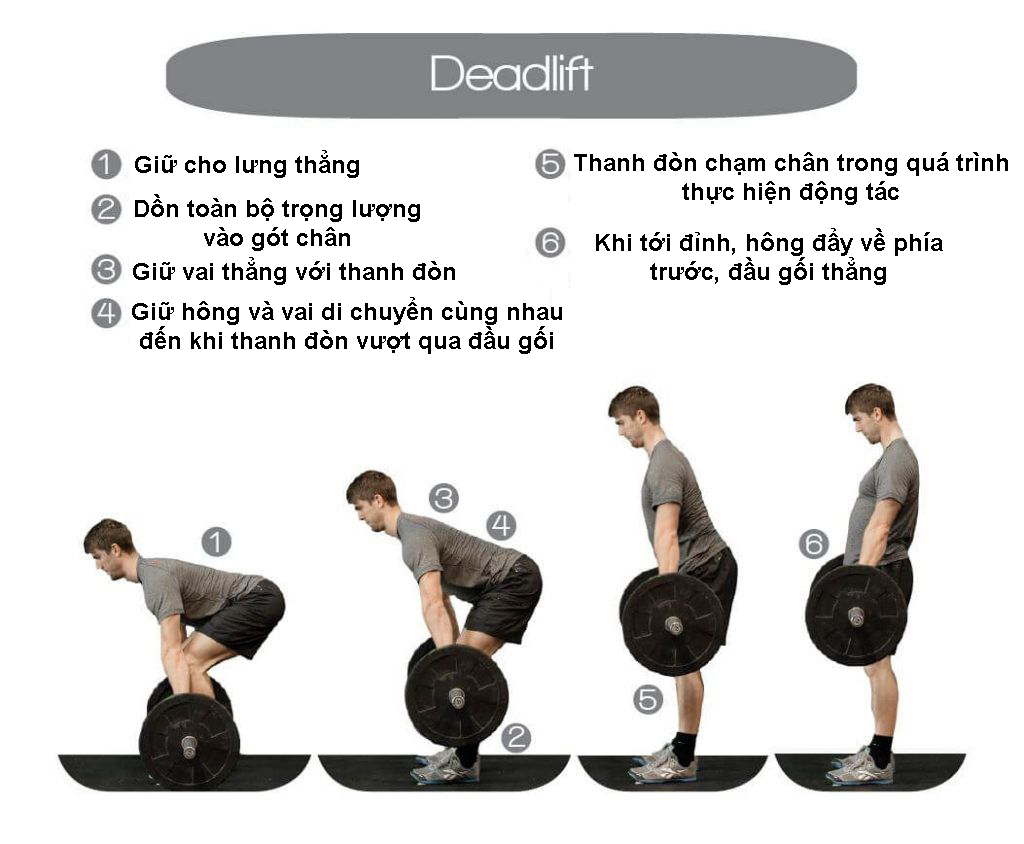 Deadlift
1 Giữ cho lưng thẳng
2 Dồn toàn bộ trọng lượng
vào gót chân
3 Giữ vai thẳng với thanh đòn
4 Giữ hông và vai di chuyển cùng nhau
đến khi thanh đòn vượt qua đầu gối
5 Thanh đòn chạm chân trong quá trình
thực hiện động tác
6 Khi tới đỉnh, hông đẩy về phía
trước, đầu gối thẳng
1
3
4
2
5
6